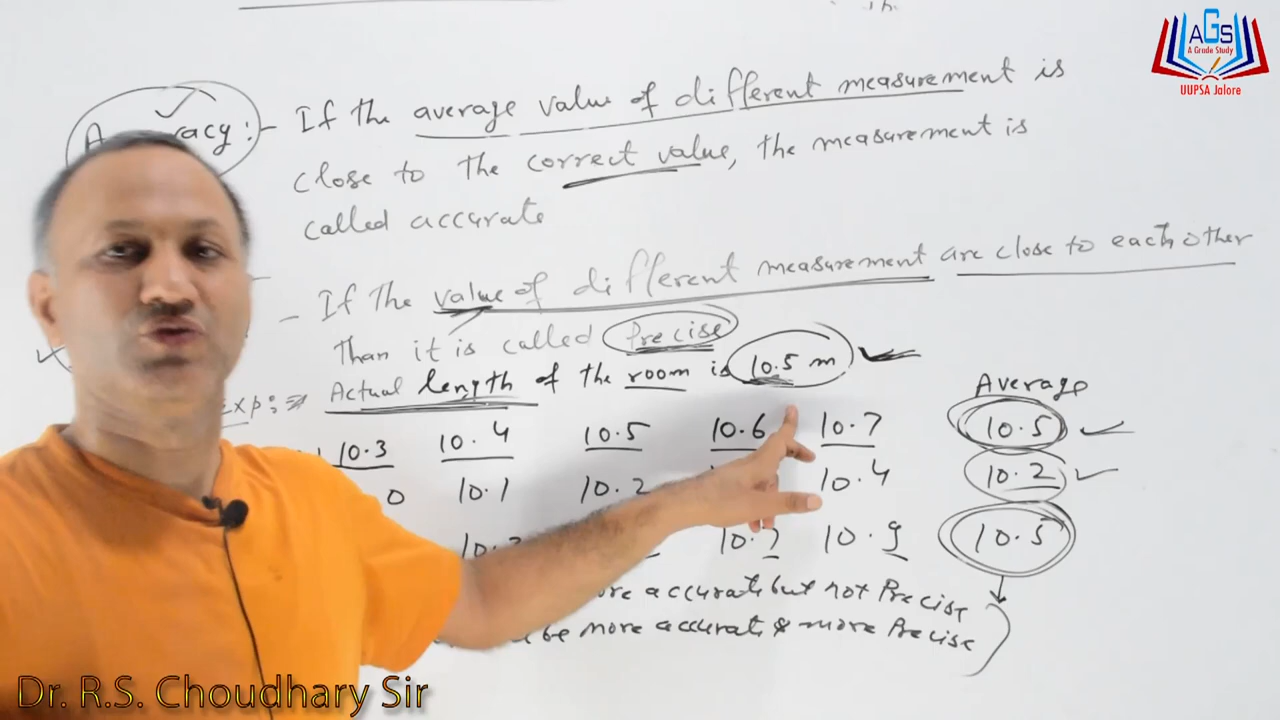 AGS
A Grade Study
UUPSA Jalore
:- If the average value of different measurement is
close to the correct value, the measurement is
called accurate
- If the value of different measurement are close to each other
Than it is called Precise
Exp:⇒ Actual length of the room is 10.5 m
Average
10.3 10.4 10.5 10.6 10.7 10.5
0 10.1 10.2 10.4 10.2
10.9 10.5
accurate but not Precise
be more accurate & more Precise
Dr. R.S. Choudhary Sir